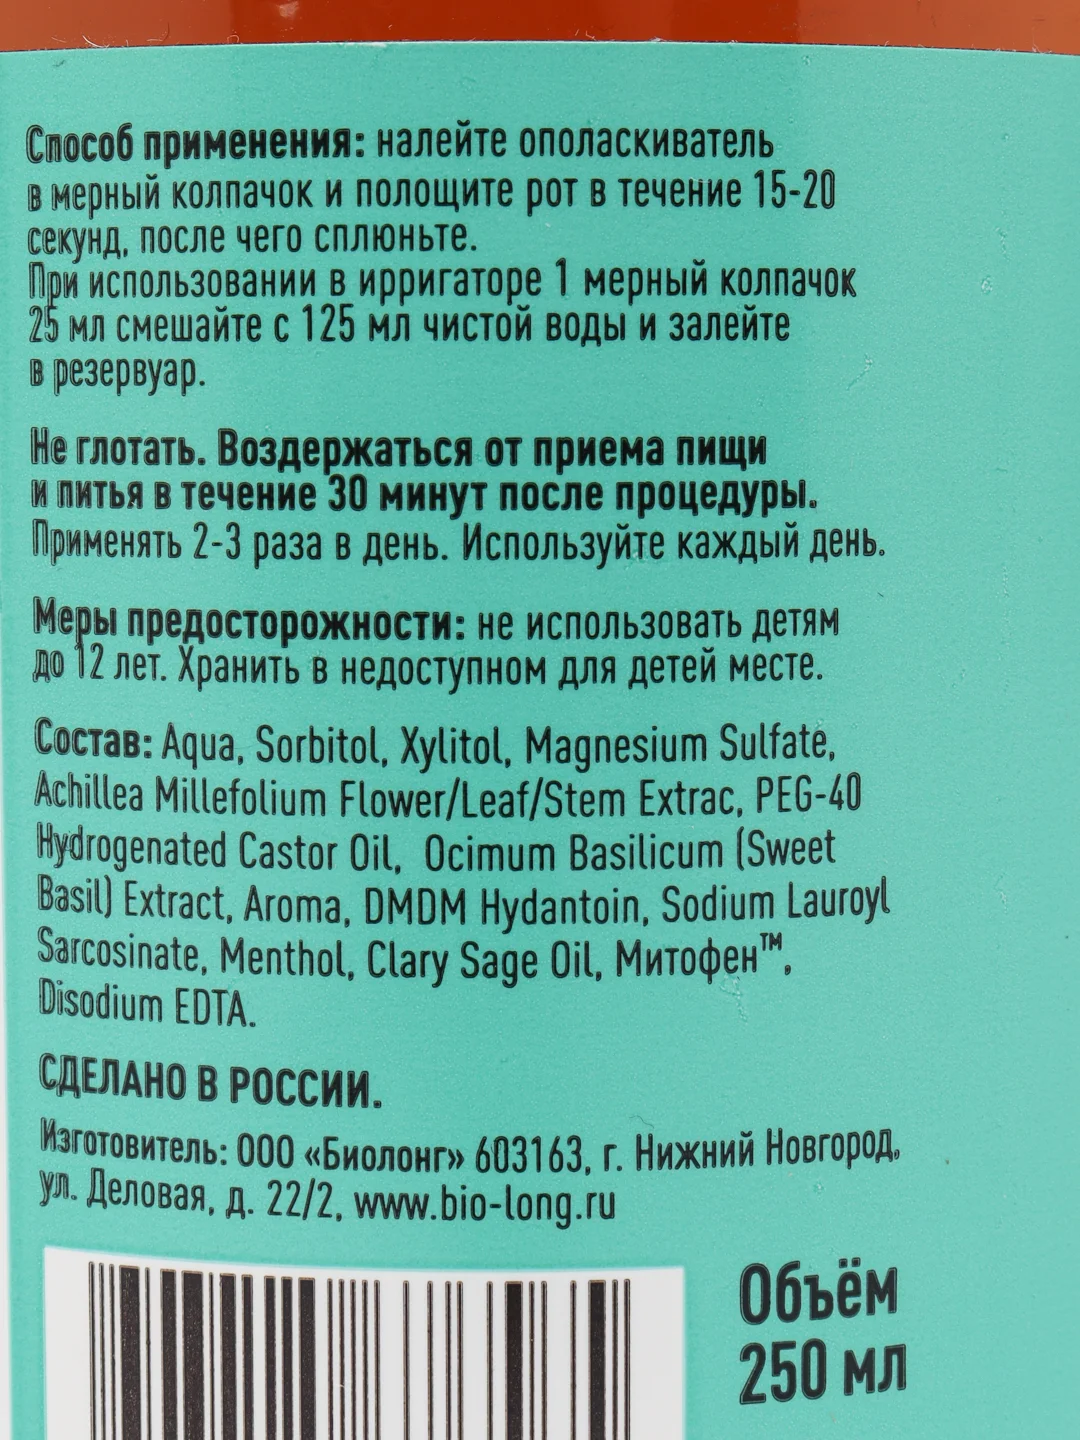 Способ применения: налейте ополаскиватель
в мерный колпачок и полощите рот в течение 15-20
секунд, после чего сплюньте.
При использовании в ирригаторе 1 мерный колпачок
25 мл смешайте с 125 мл чистой воды и залейте
в резервуар.
Не глотать. Воздержаться от приема пищи
и питья в течение 30 минут после процедуры.
Применять 2-3 раза в день. Используйте каждый день.
Меры предосторожности: не использовать детям
до 12 лет. Хранить в недоступном для детей месте.
Состав: Aqua, Sorbitol, Xylitol, Magnesium Sulfate,
Achillea Millefolium Flower/Leaf/Stem Extrac, PEG-40
Hydrogenated Castor Oil, Ocimum Basilicum (Sweet
Basil) Extract, Aroma, DMDM Hydantoin, Sodium Lauroyl
Sarcosinate, Menthol, Clary Sage Oil, Митофен™,
Disodium EDTA.
СДЕЛАНО В РОССИИ.
Изготовитель: ООО «Биолонг» 603163, г. Нижний Новгород,
ул. Деловая, д. 22/2, www.bio-long.ru
Объём
250 мл